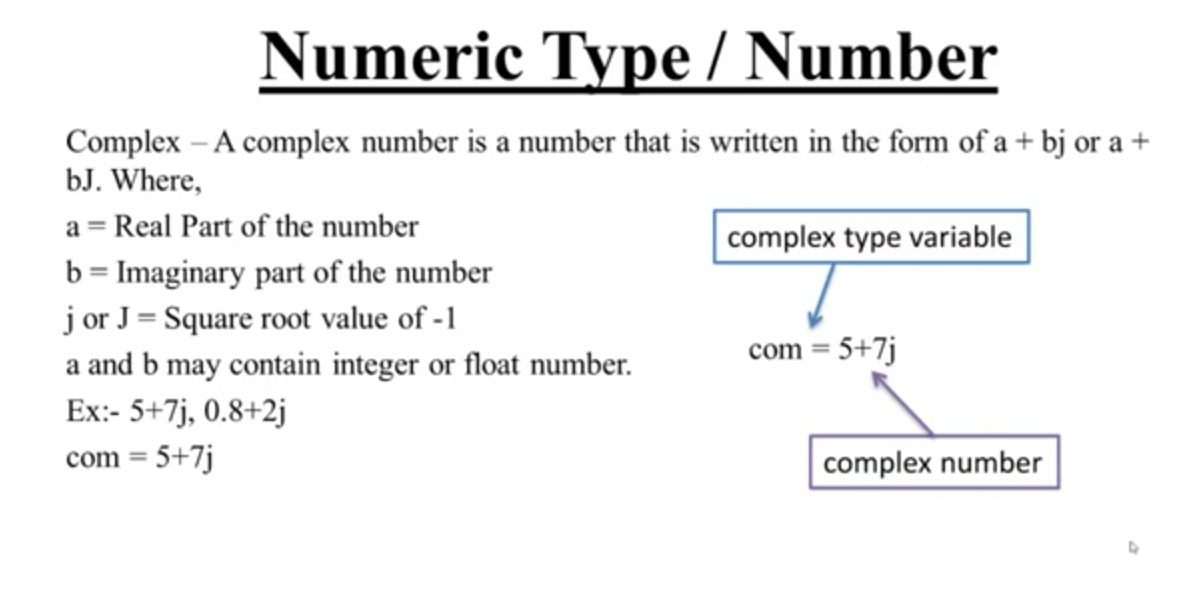 Numeric Type / Number
Complex – A complex number is a number that is written in the form of a + bj or a +
bJ. Where,
a = Real Part of the number
b = Imaginary part of the number
j or J = Square root value of -1
a and b may contain integer or float number.
Ex:- 5+7j, 0.8+2j
com = 5+7j
complex type variable
com = 5+7j
complex number